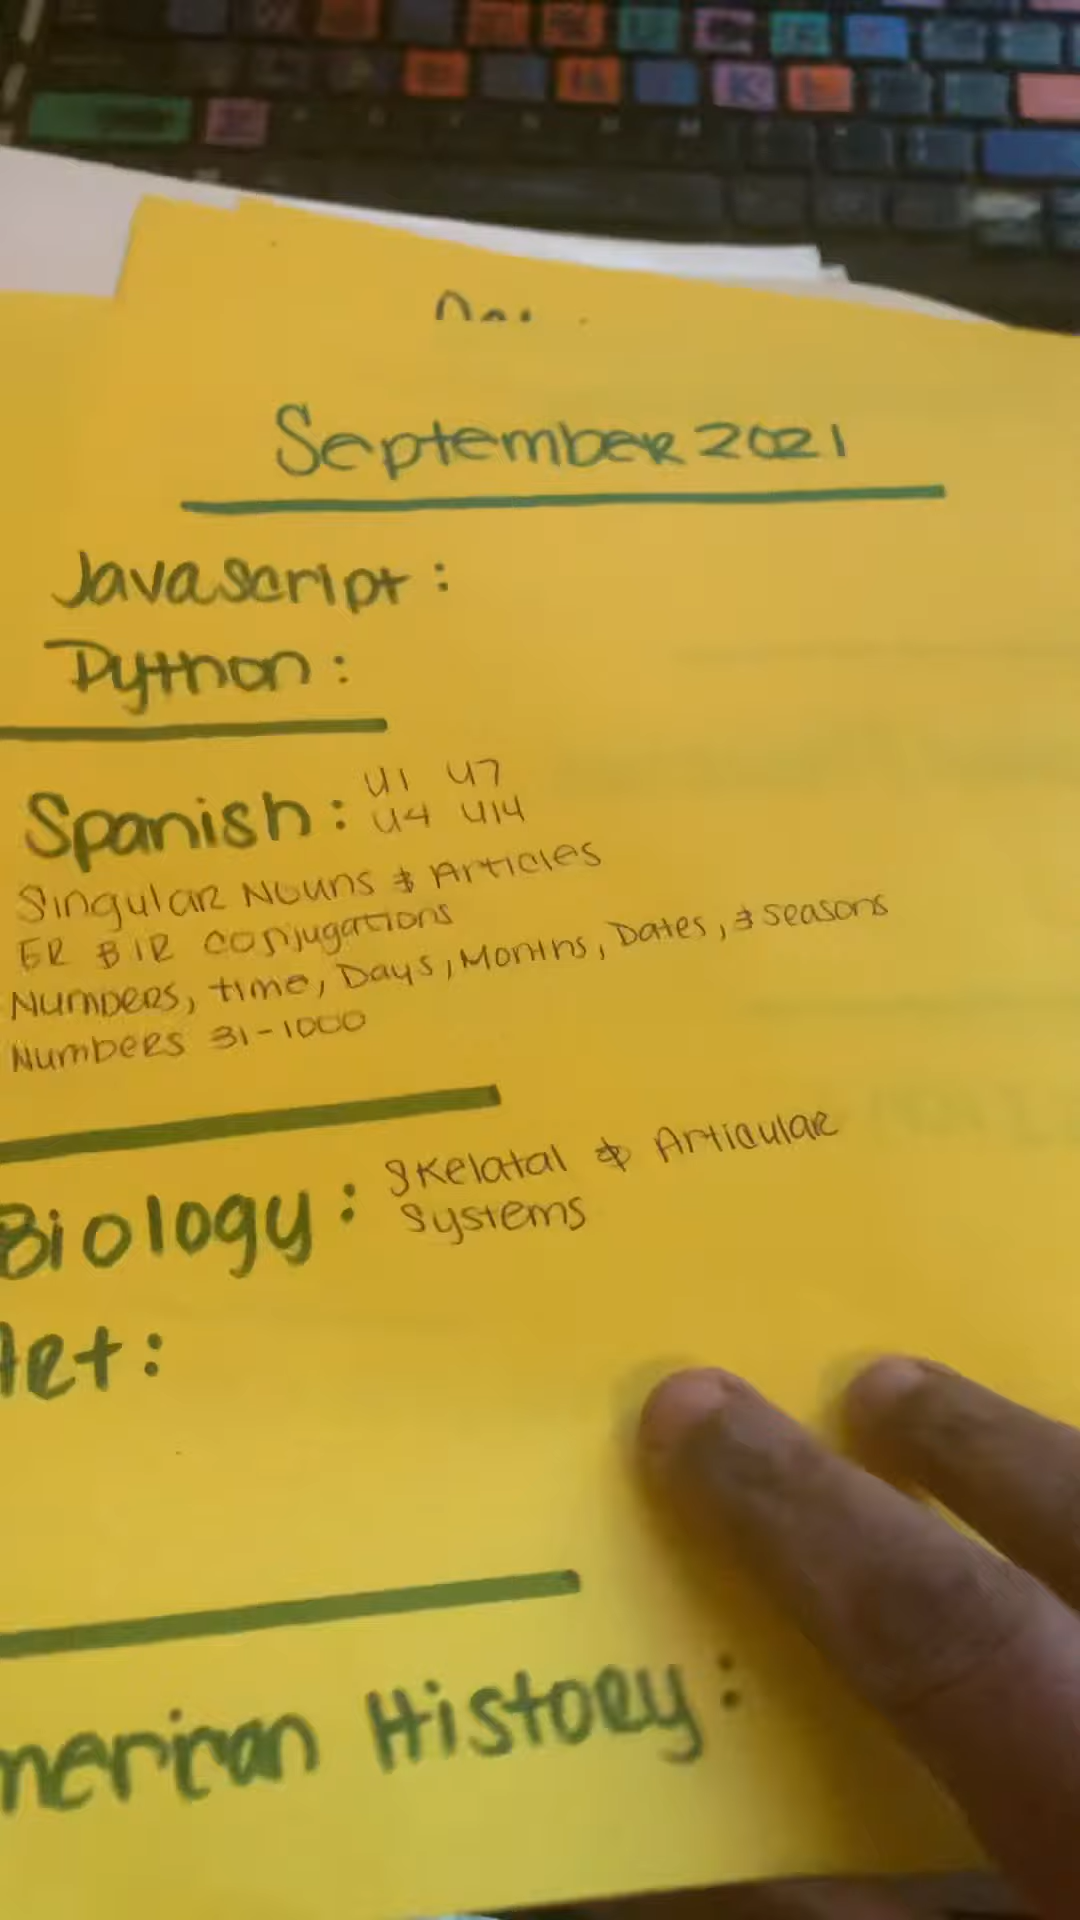 September 2021
Javascript:
Python:
Spanish: U1 U7
U4 U14
Singular Nouns & Articles
ER & IR conjugations
Numbers, time, Days, Months, Dates, & seasons
Numbers 31-1000
Biology: Skelatal & Articular
Systems
Art:
merican History: